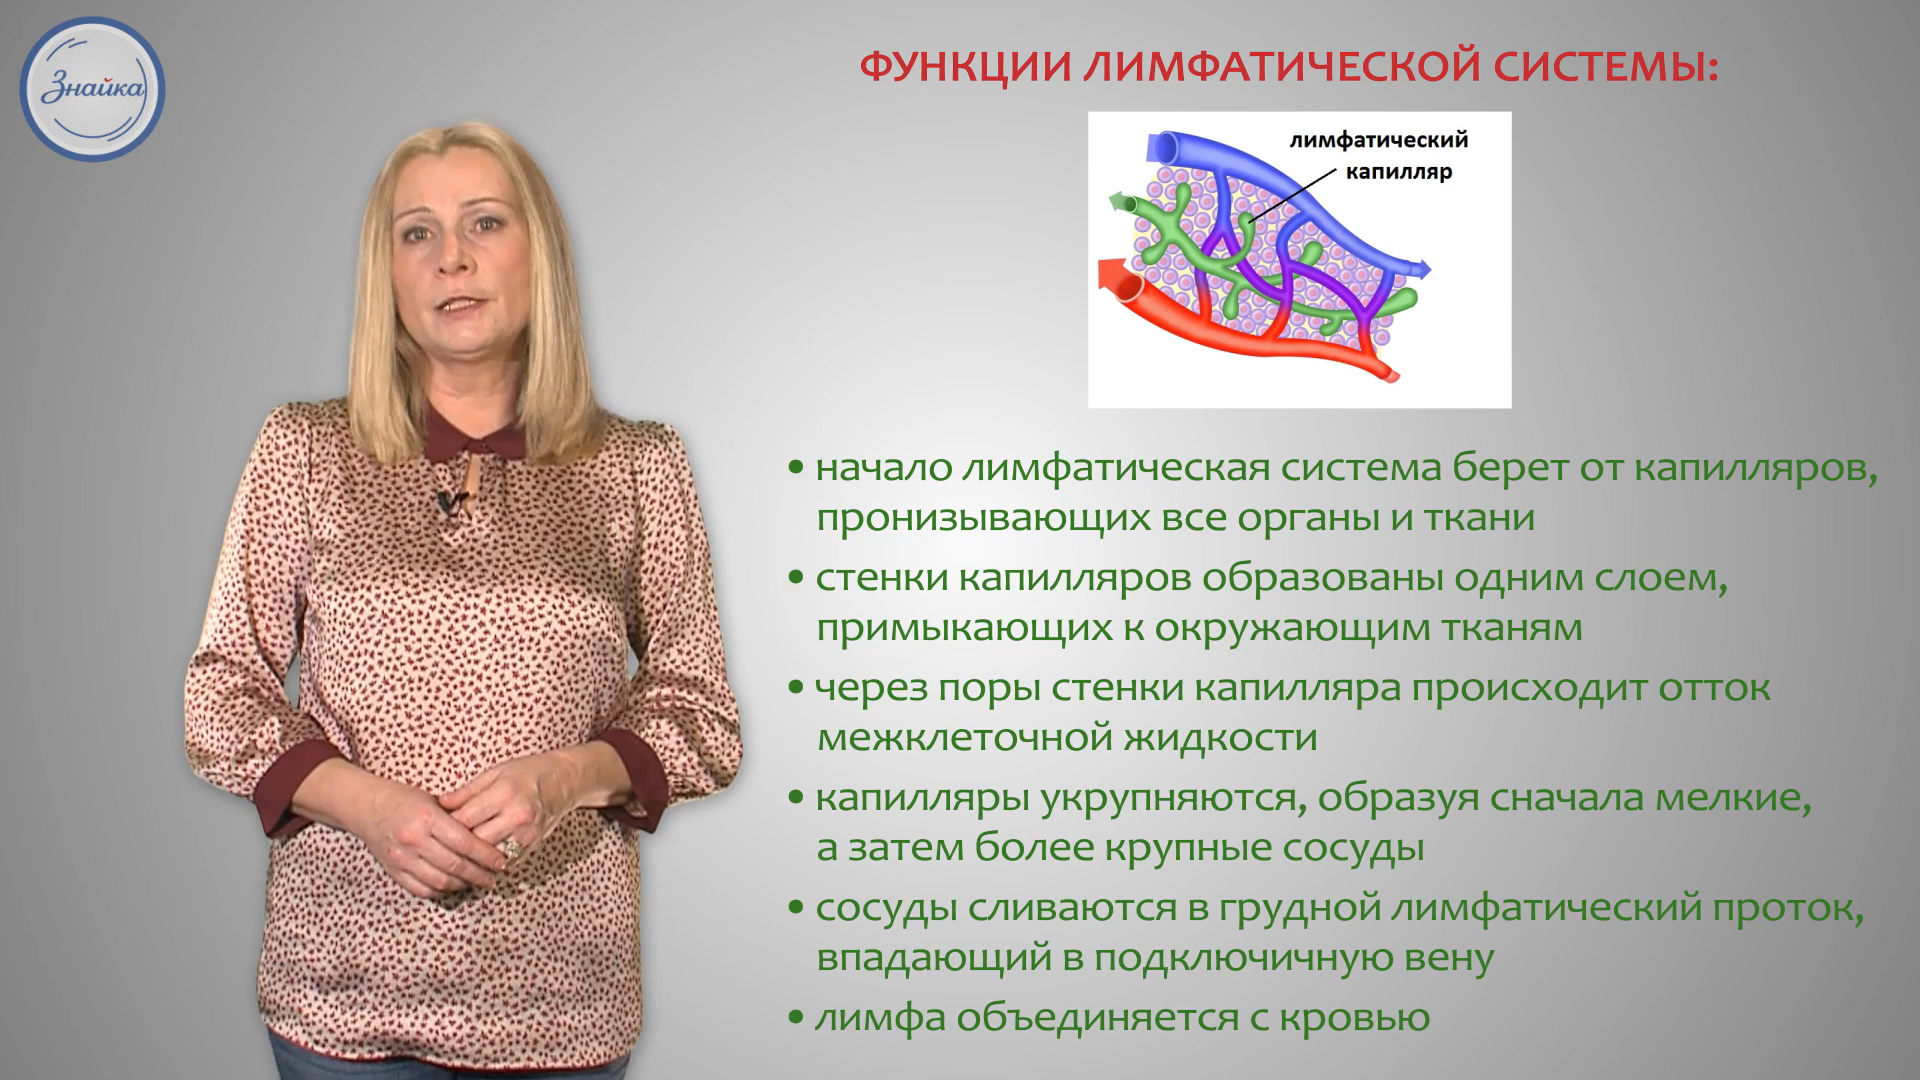 Знайка
ФУНКЦИИ ЛИМФАТИЧЕСКОЙ СИСТЕМЫ:
лимфатический
капилляр
• начало лимфатическая система берет от капилляров,
пронизывающих все органы и ткани
• стенки капилляров образованы одним слоем,
примыкающих к окружающим тканям
• через поры стенки капилляра происходит отток
межклеточной жидкости
• капилляры укрупняются, образуя сначала мелкие,
а затем более крупные сосуды
• сосуды сливаются в грудной лимфатический проток,
впадающий в подключичную вену
• лимфа объединяется с кровью